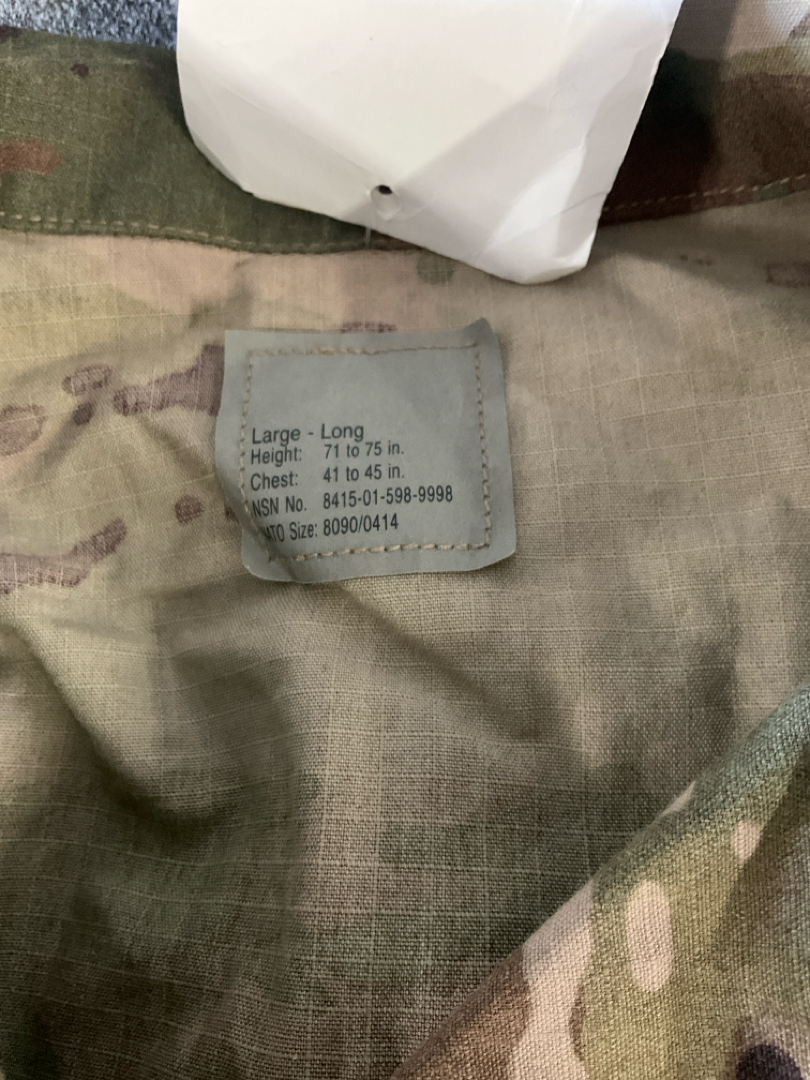 Large - Long
Height: 71 to 75 in.
Chest: 41 to 45 in.
NSN No. 8415-01-598-9998
Size: 8090/0414